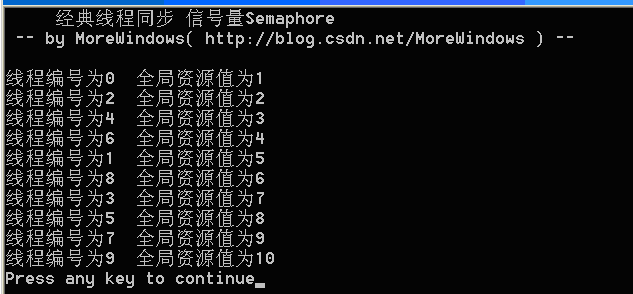 经典线程同步 信号量Semaphore
-- by MoreWindows( http://blog.csdn.net/MoreWindows ) --
线程编号为0 全局资源值为1
线程编号为2 全局资源值为2
线程编号为4 全局资源值为3
线程编号为6 全局资源值为4
线程编号为1 全局资源值为5
线程编号为8 全局资源值为6
线程编号为3 全局资源值为7
线程编号为5 全局资源值为8
线程编号为7 全局资源值为9
线程编号为9 全局资源值为10
Press any key to continue_